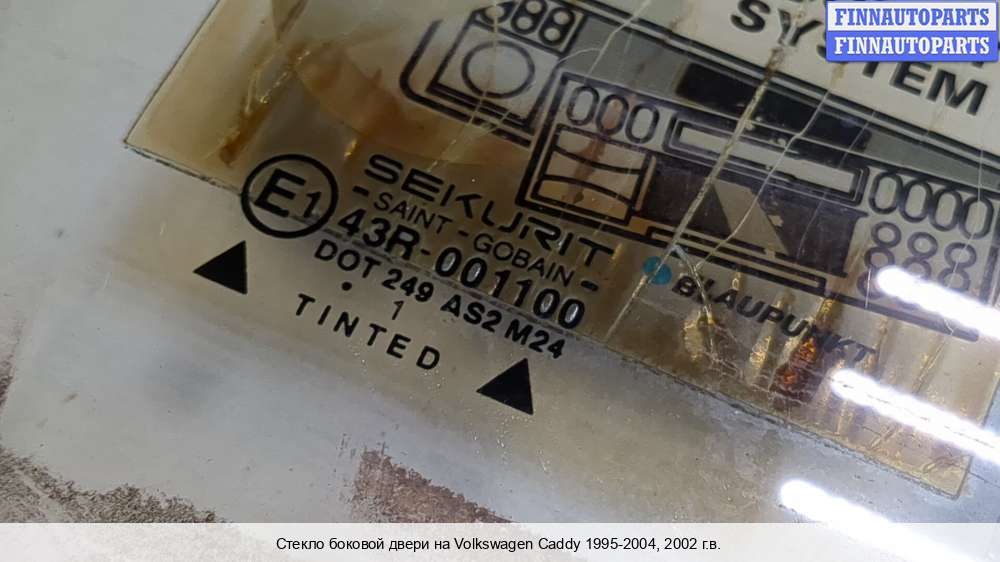 FINNAUTOPARTS
FINNAUTOPARTS
SYSTEM
888
000
0000
888
SEKURIT
- SAINT - GOBAIN -
E1
43R-001100
DOT 249 AS2 M24
. 1
TINTED
BLAUPUNKT
Стекло боковой двери на Volkswagen Caddy 1995-2004, 2002 г.в.